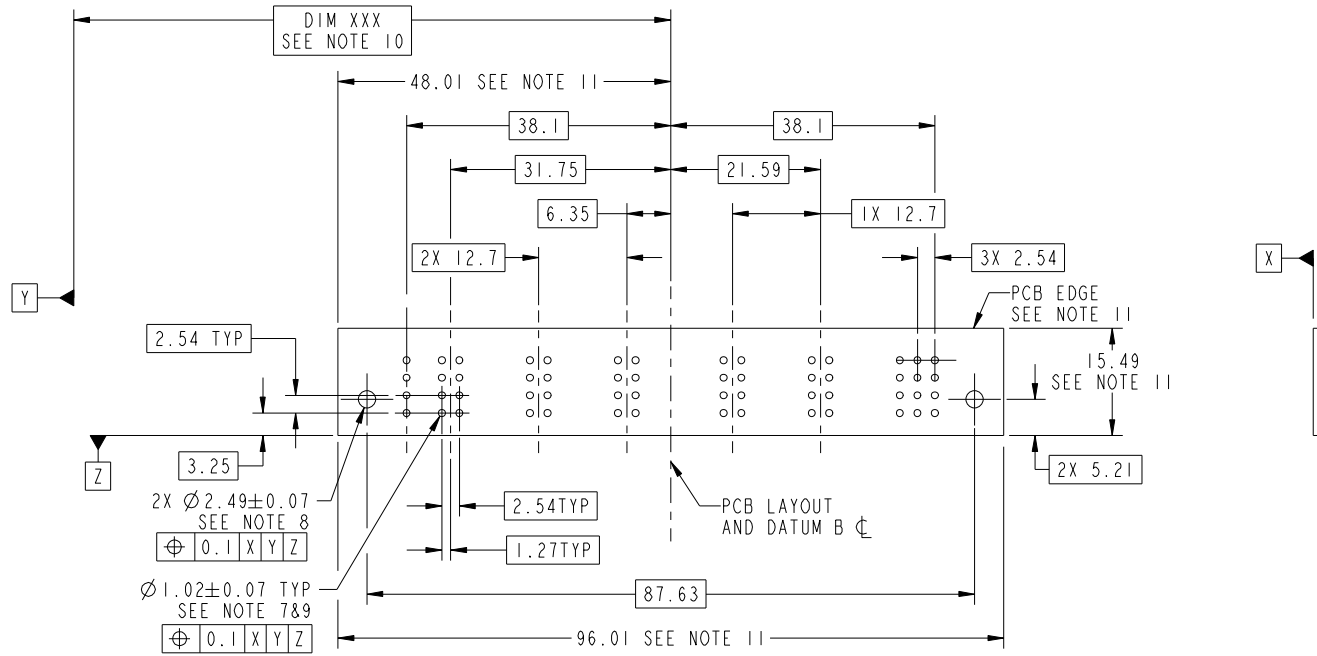 DIM XXX
SEE NOTE 10
48.01 SEE NOTE 11
38.1
38.1
31.75
21.59
6.35
1X 12.7
2X 12.7
3X 2.54
X
Y
PCB EDGE
SEE NOTE 11
2.54 TYP
15.49
SEE NOTE 11
3.25
Z
2X 5.21
2X Ø2.49±0.07
SEE NOTE 8
⌖ 0.1 X Y Z
2.54TYP
PCB LAYOUT
AND DATUM B ℄
1.27TYP
Ø1.02±0.07 TYP
SEE NOTE 7&9
⌖ 0.1 X Y Z
87.63
96.01 SEE NOTE 11